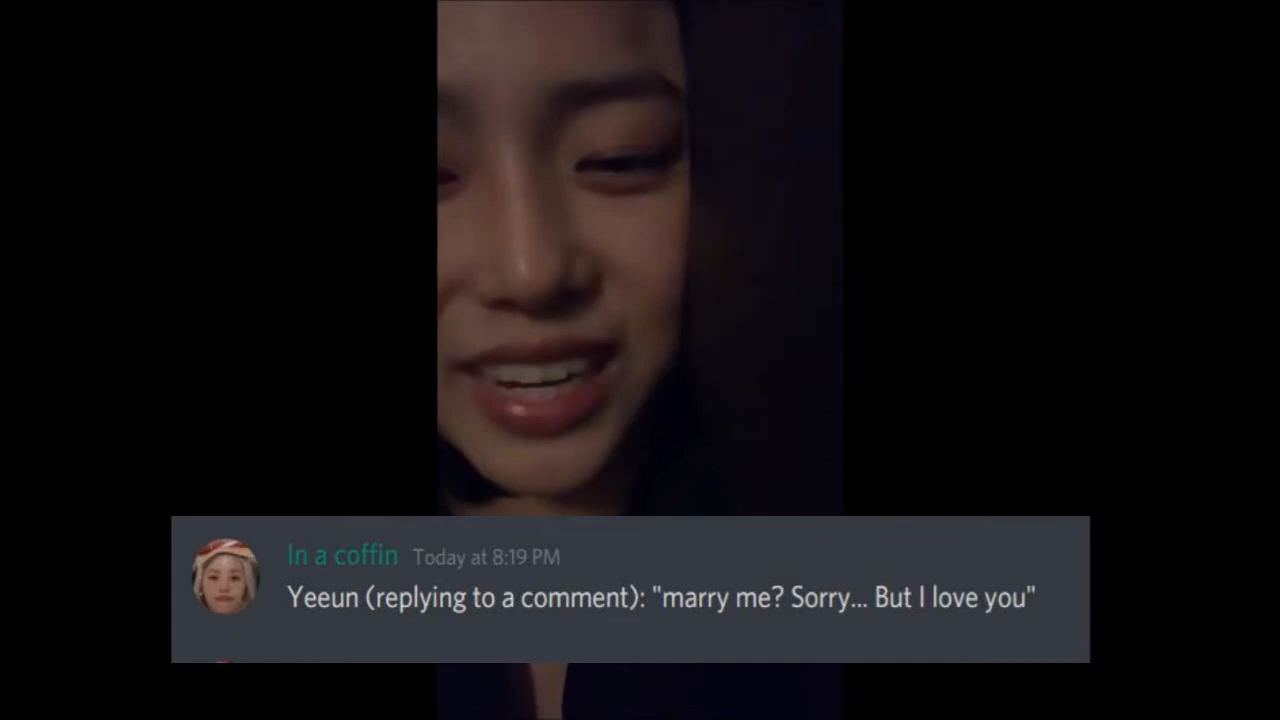 In a coffin Today at 8:19 PM
Yeeun (replying to a comment): "marry me? Sorry... But I love you"